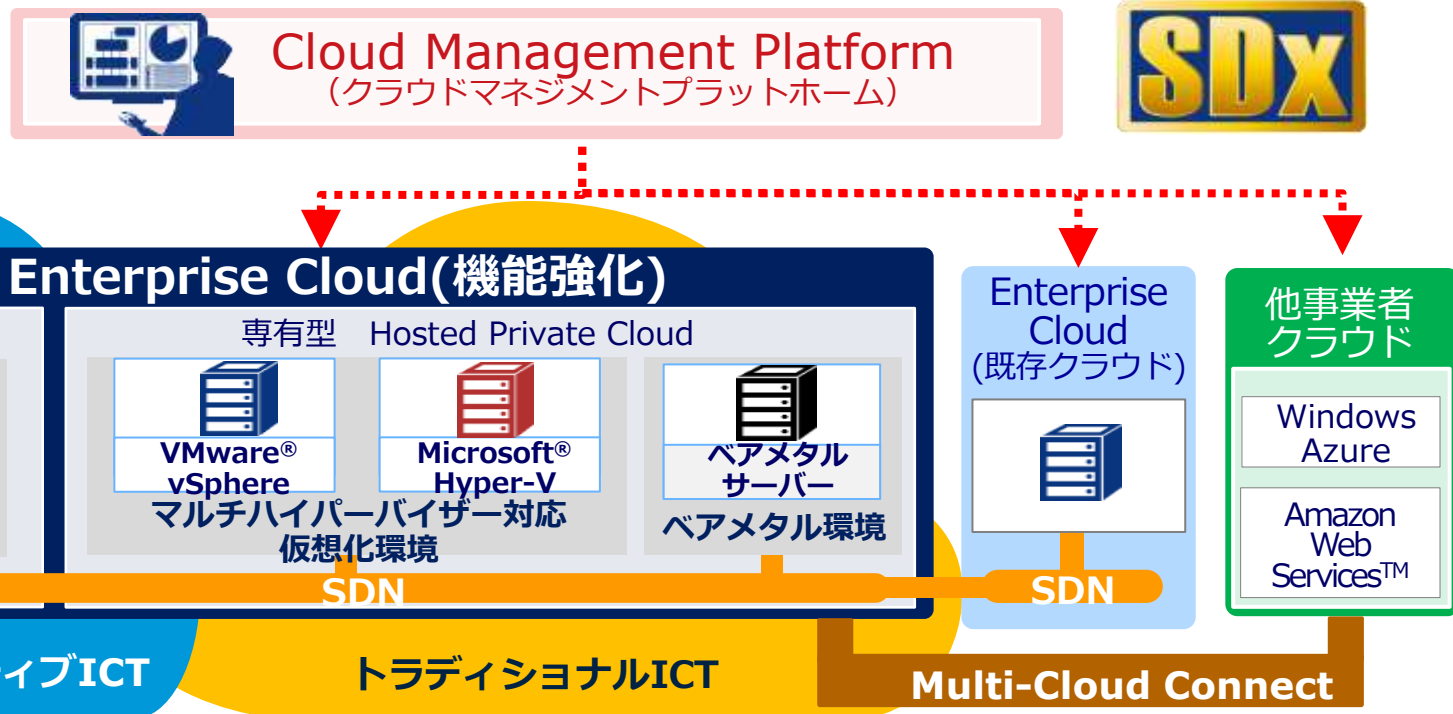 Cloud Management Platform
（クラウドマネジメントプラットホーム）
SDx
Enterprise Cloud(機能強化)
専有型 Hosted Private Cloud
VMware®
vSphere
Microsoft®
Hyper-V
マルチハイパーバイザー対応
仮想化環境
ベアメタル
サーバー
ベアメタル環境
SDN
Enterprise
Cloud
(既存クラウド)
SDN
他事業者
クラウド
Windows
Azure
Amazon
Web
Services™
ティブICT
トラディショナルICT
Multi-Cloud Connect